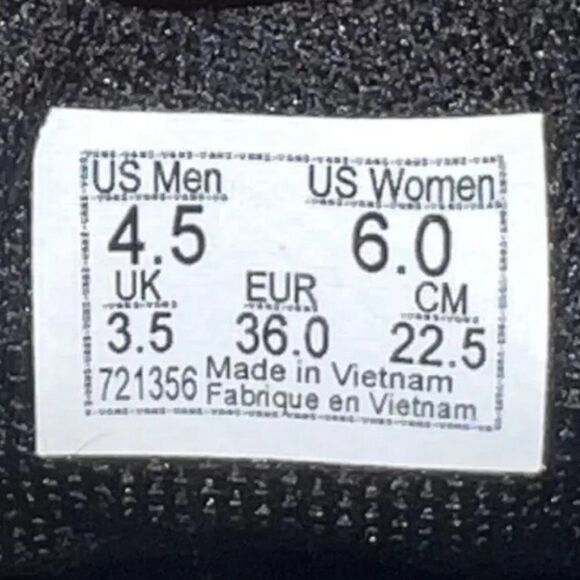 US Men US Women
4.5 6.0
UK EUR CM
3.5 36.0 22.5
721356 Made in Vietnam
Fabrique en Vietnam